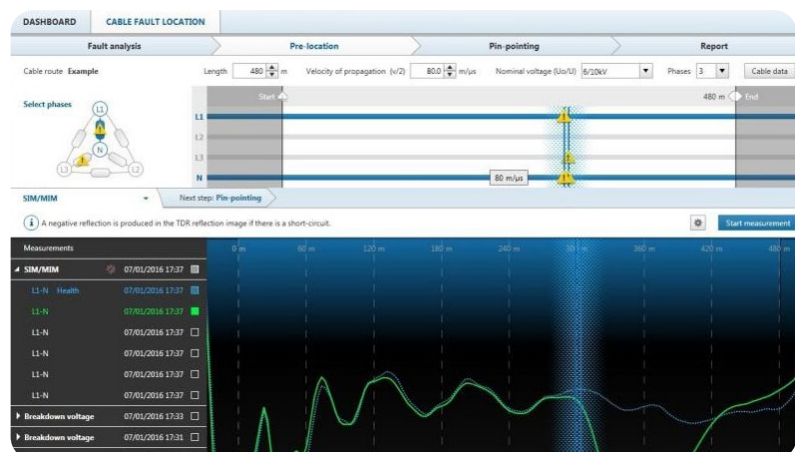 DASHBOARD CABLE FAULT LOCATION
Fault analysis Pre-location Pin-pointing Report
Cable route Example Length 480 m Velocity of propagation (v/2) 80.0 m/µs Nominal voltage (Uo/U) 6/10kV Phases 3 Cable data
Select phases
Start 480 m End
L1
L1
L2
L3
N
L3
L2
N
80 m/µs
SIM/MIM Next step: Pin-pointing
i A negative reflection is produced in the TDR reflection image if there is a short-circuit. Start measurement
Measurements 0 m 60 m 120 m 180 m 240 m 300 m 360 m 420 m 480 m
SIM/MIM 07/01/2016 17:37
L1-N Health 07/01/2016 17:37
L1-N 07/01/2016 17:37
L1-N 07/01/2016 17:37
L1-N 07/01/2016 17:37
L1-N 07/01/2016 17:37
L1-N 07/01/2016 17:37
Breakdown voltage 07/01/2016 17:33
Breakdown voltage 07/01/2016 17:31